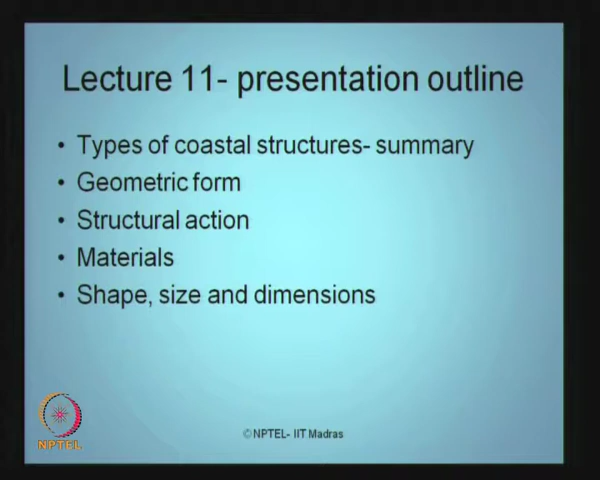 Lecture 11- presentation outline
• Types of coastal structures- summary
• Geometric form
• Structural action
• Materials
• Shape, size and dimensions
NPTEL
©NPTEL- IIT Madras